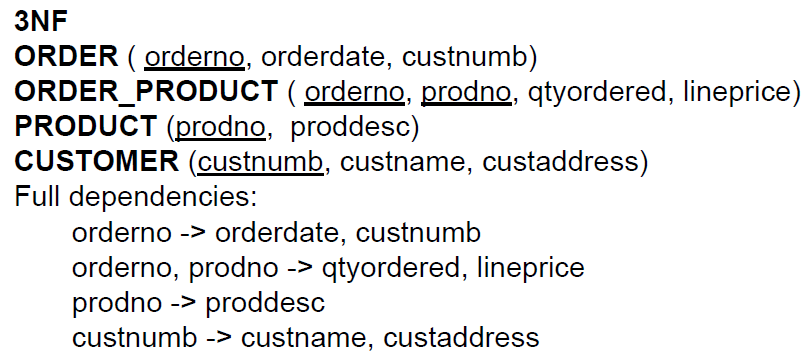 3NF
ORDER ( orderno, orderdate, custnumb)
ORDER_PRODUCT ( orderno, prodno, qtyordered, lineprice)
PRODUCT (prodno, proddesc)
CUSTOMER (custnumb, custname, custaddress)
Full dependencies:
orderno -> orderdate, custnumb
orderno, prodno -> qtyordered, lineprice
prodno -> proddesc
custnumb -> custname, custaddress